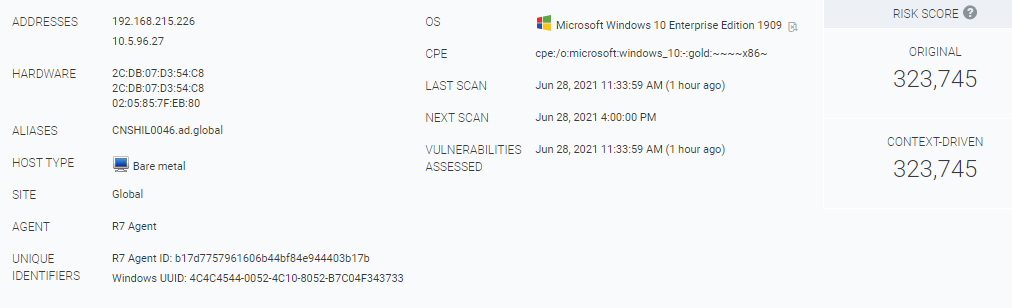 ADDRESSES
192.168.215.226
10.5.96.27
HARDWARE
2C:DB:07:D3:54:C8
2C:DB:07:D3:54:C8
02:05:85:7F:EB:80
ALIASES
CNSHIL0046.ad.global
HOST TYPE
Bare metal
SITE
Global
AGENT
R7 Agent
UNIQUE IDENTIFIERS
R7 Agent ID: b17d7757961606b44bf84e944403b17b
Windows UUID: 4C4C4544-0052-4C10-8052-B7C04F343733
OS
Microsoft Windows 10 Enterprise Edition 1909
CPE
cpe:/o:microsoft:windows_10:-:gold:~~~~x86~
LAST SCAN
Jun 28, 2021 11:33:59 AM (1 hour ago)
NEXT SCAN
Jun 28, 2021 4:00:00 PM
VULNERABILITIES ASSESSED
Jun 28, 2021 11:33:59 AM (1 hour ago)
RISK SCORE ?
ORIGINAL
323,745
CONTEXT-DRIVEN
323,745